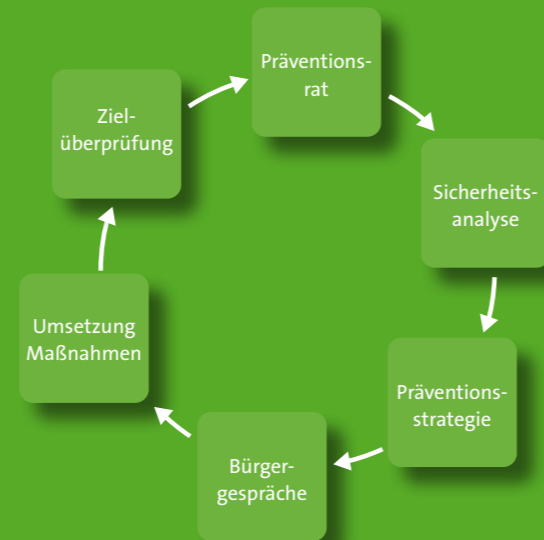 Präventions-
rat
Sicherheits-
analyse
Präventions-
strategie
Bürger-
gespräche
Umsetzung
Maßnahmen
Ziel-
überprüfung